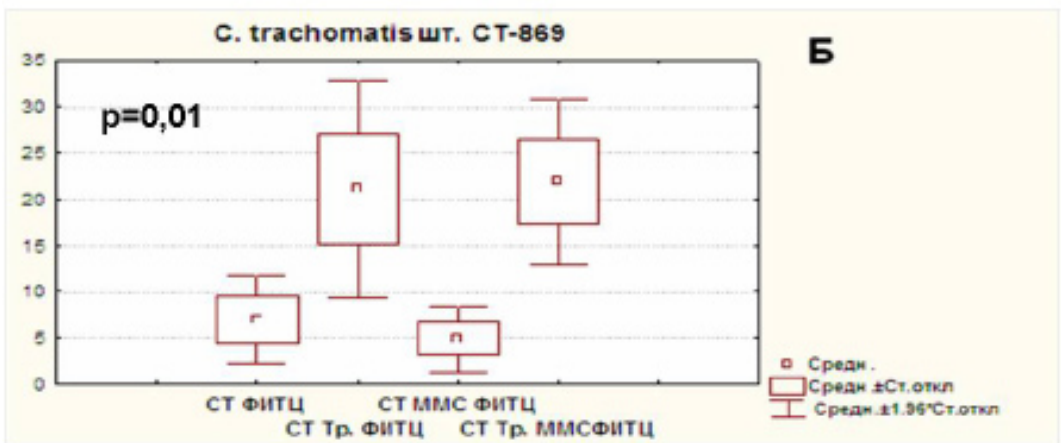 C. trachomatis шт. СТ-869
Б
35
30
25
20
15
10
5
0
p=0,01
СТ ФИТЦ
СТ ММС ФИТЦ
СТ Тр. ФИТЦ
СТ Тр. ММСФИТЦ
Средн .
Средн.±Ст.откл
Средн.±1.96*Ст.откл